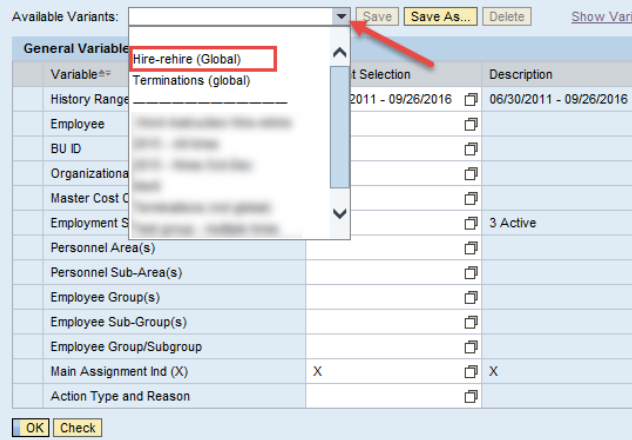 Available Variants: Save Save As... Delete Show Vari
General Variable
Hire-rehire (Global)
Terminations (global)
Variable t Selection Description
History Range 2011 - 09/26/2016 06/30/2011 - 09/26/2016
Employee
BU ID
Organizationa
Master Cost C
Employment S 3 Active
Personnel Area(s)
Personnel Sub-Area(s)
Employee Group(s)
Employee Sub-Group(s)
Employee Group/Subgroup
Main Assignment Ind (X) X X
Action Type and Reason
OK Check